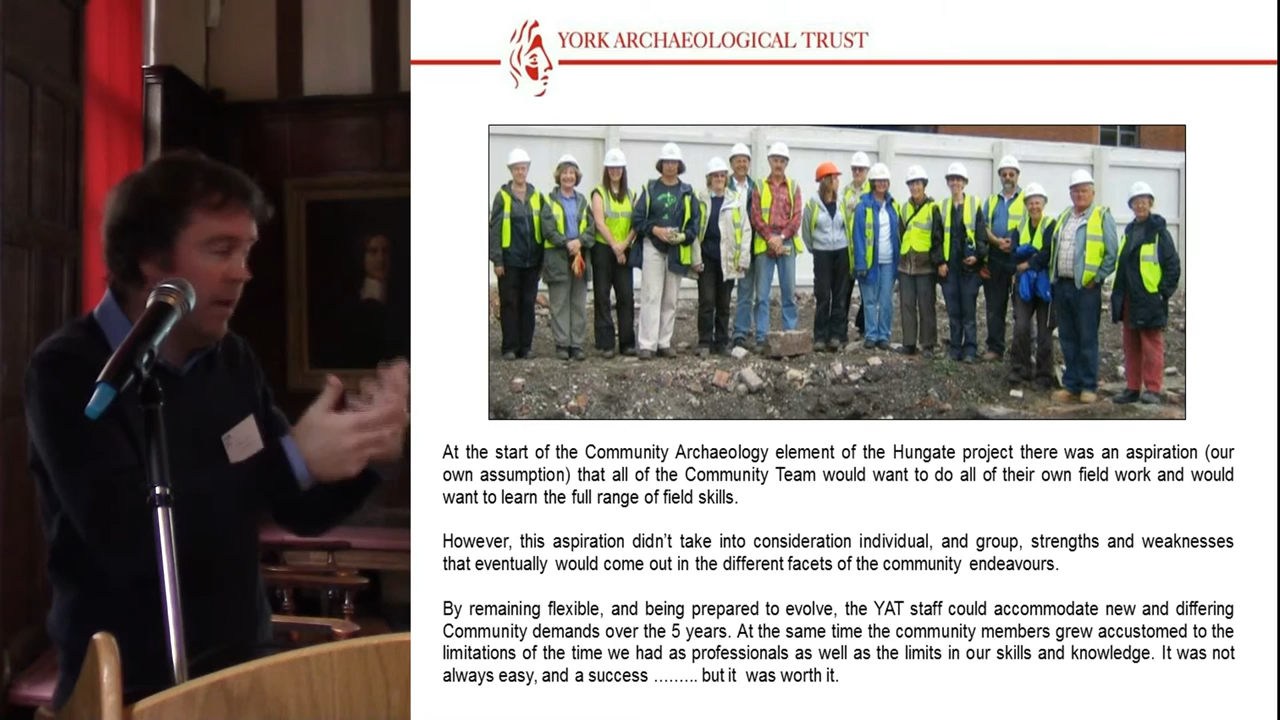 YORK ARCHAEOLOGICAL TRUST
At the start of the Community Archaeology element of the Hungate project there was an aspiration (our
own assumption) that all of the Community Team would want to do all of their own field work and would
want to learn the full range of field skills.
However, this aspiration didn't take into consideration individual, and group, strengths and weaknesses
that eventually would come out in the different facets of the community endeavours.
By remaining flexible, and being prepared to evolve, the YAT staff could accommodate new and differing
Community demands over the 5 years. At the same time the community members grew accustomed to the
limitations of the time we had as professionals as well as the limits in our skills and knowledge. It was not
always easy, and a success ......... but it was worth it.